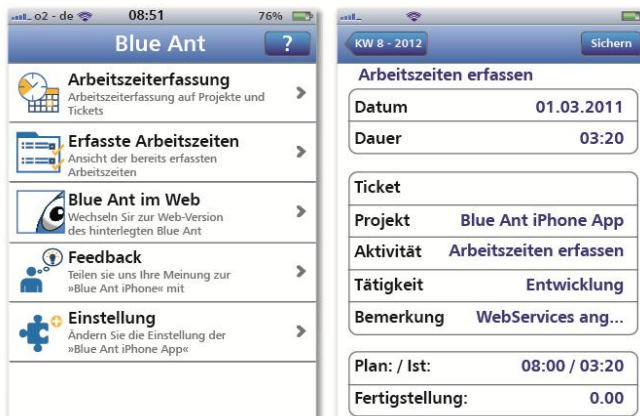 o2 - de 08:51 76%
Blue Ant ?
Arbeitszeiterfassung
Arbeitszeiterfassung auf Projekte und
Tickets
Erfasste Arbeitszeiten
Ansicht der bereits erfassten
Arbeitszeiten
Blue Ant im Web
Wechseln Sir zur Web-Version
des hinterlegten Blue Ant
Feedback
Teilen sie uns Ihre Meinung zur
»Blue Ant iPhone« mit
Einstellung
Ändern Sie die Einstellung der
»Blue Ant iPhone App«
KW 8 - 2012 Sichern
Arbeitszeiten erfassen
Datum 01.03.2011
Dauer 03:20
Ticket
Projekt Blue Ant iPhone App
Aktivität Arbeitszeiten erfassen
Tätigkeit Entwicklung
Bemerkung WebServices ang...
Plan: / Ist: 08:00 / 03:20
Fertigstellung: 0.00